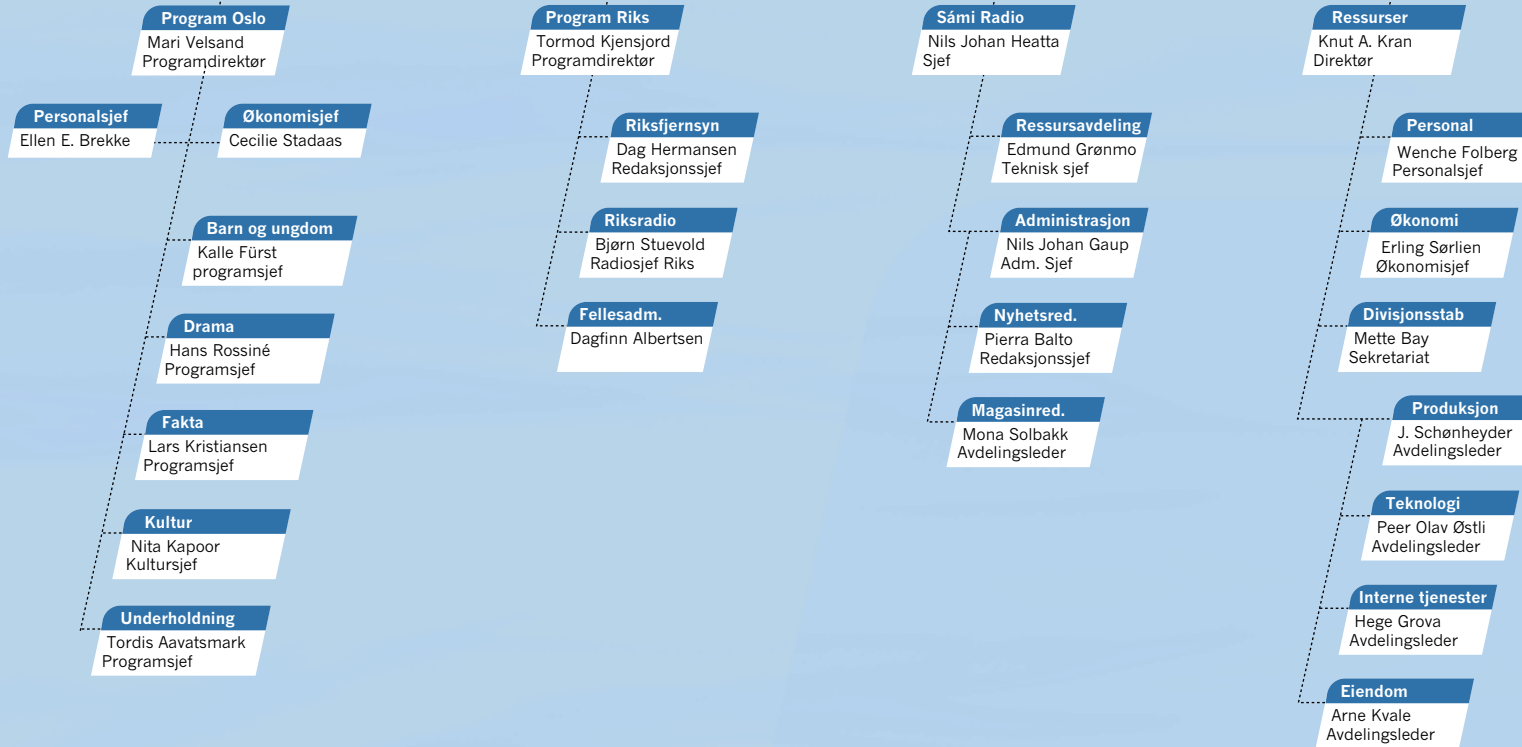 Program Oslo
Mari Velsand
Programdirektør
Personalsjef
Ellen E. Brekke
Økonomisjef
Cecilie Stadaas
Barn og ungdom
Kalle Fürst
programsjef
Drama
Hans Rossiné
Programsjef
Fakta
Lars Kristiansen
Programsjef
Kultur
Nita Kapoor
Kultursjef
Underholdning
Tordis Aavatsmark
Programsjef
Program Riks
Tormod Kjensjord
Programdirektør
Riksfjernsyn
Dag Hermansen
Redaksjonssjef
Riksradio
Bjørn Stuevold
Radiosjef Riks
Fellesadm.
Dagfinn Albertsen
Sámi Radio
Nils Johan Heatta
Sjef
Ressursavdeling
Edmund Grønmo
Teknisk sjef
Administrasjon
Nils Johan Gaup
Adm. Sjef
Nyhetsred.
Pierra Balto
Redaksjonssjef
Magasinred.
Mona Solbakk
Avdelingsleder
Ressurser
Knut A. Kran
Direktør
Personal
Wenche Folberg
Personalsjef
Økonomi
Erling Sørlien
Økonomisjef
Divisjonsstab
Mette Bay
Sekretariat
Produksjon
J. Schønheyder
Avdelingsleder
Teknologi
Peer Olav Østli
Avdelingsleder
Interne tjenester
Hege Grova
Avdelingsleder
Eiendom
Arne Kvale
Avdelingsleder